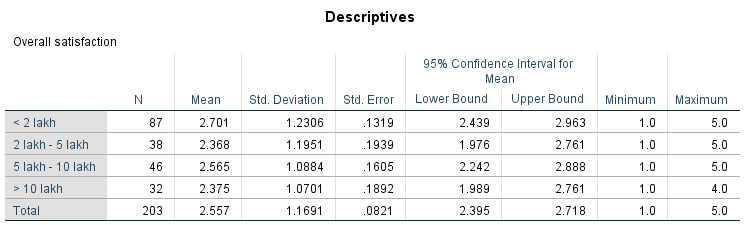 Descriptives
Overall satisfaction
95% Confidence Interval for
Mean
N Mean Std. Deviation Std. Error Lower Bound Upper Bound Minimum Maximum
< 2 lakh 87 2.701 1.2306 .1319 2.439 2.963 1.0 5.0
2 lakh - 5 lakh 38 2.368 1.1951 .1939 1.976 2.761 1.0 5.0
5 lakh - 10 lakh 46 2.565 1.0884 .1605 2.242 2.888 1.0 5.0
> 10 lakh 32 2.375 1.0701 .1892 1.989 2.761 1.0 4.0
Total 203 2.557 1.1691 .0821 2.395 2.718 1.0 5.0